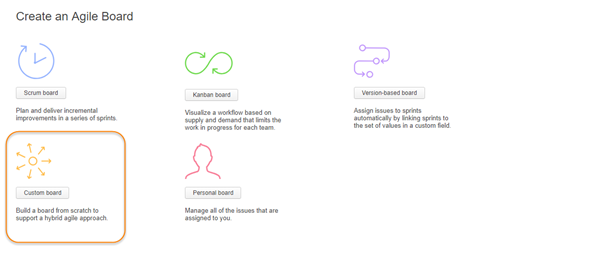 Create an Agile Board
Scrum board
Plan and deliver incremental
improvements in a series of sprints.
Kanban board
Visualize a workflow based on
supply and demand that limits the
work in progress for each team.
Version-based board
Assign issues to sprints
automatically by linking sprints to
the set of values in a custom field.
Custom board
Build a board from scratch to
support a hybrid agile approach.
Personal board
Manage all of the issues that are
assigned to you.